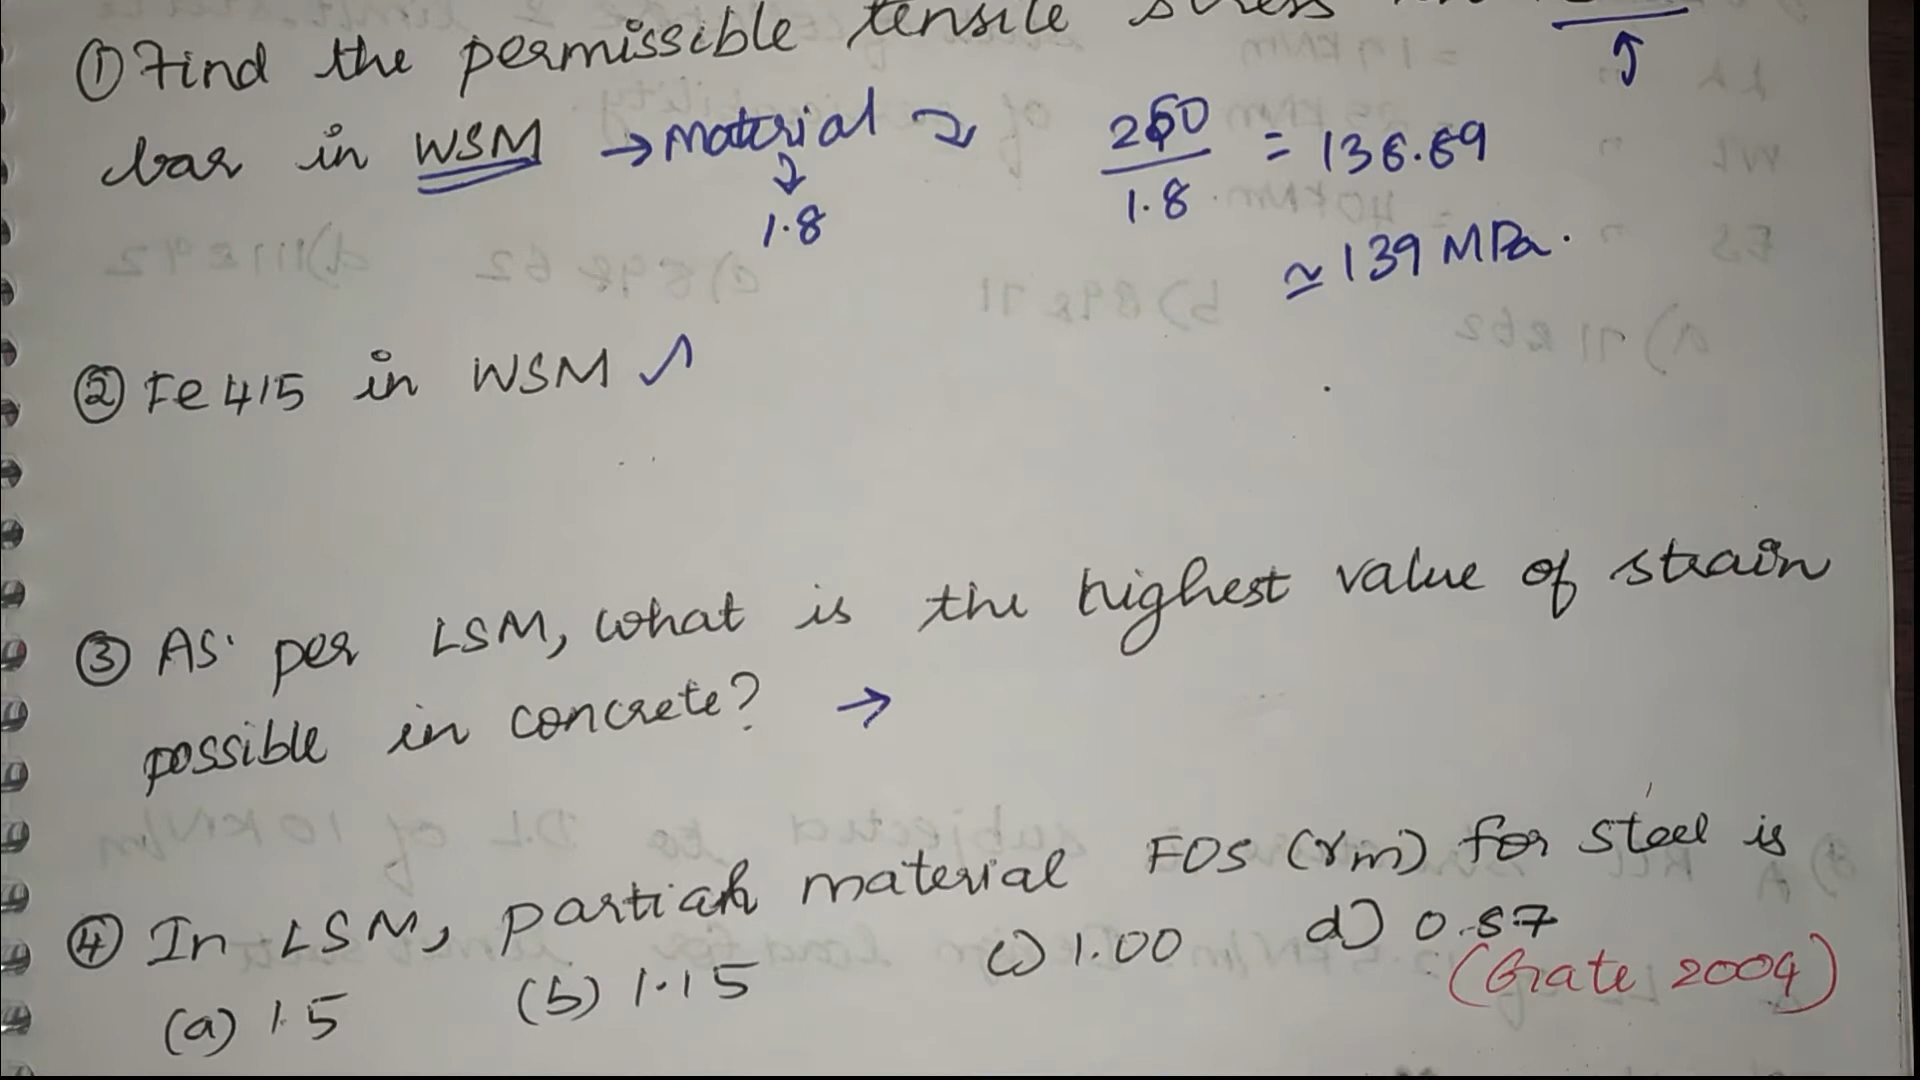 ① Find the permissible tensile stress
bar in WSM → Material
1.8
250
1.8
= 138.89
≃ 139 MPa.
② Fe 415 in WSM
③ As per LSM, what is the highest value of strain
possible in concrete? →
④ In LSM, partial material FOS (γm) for steel is
(a) 1.5 (b) 1.15 c) 1.00 d) 0.87
(Gate 2004)